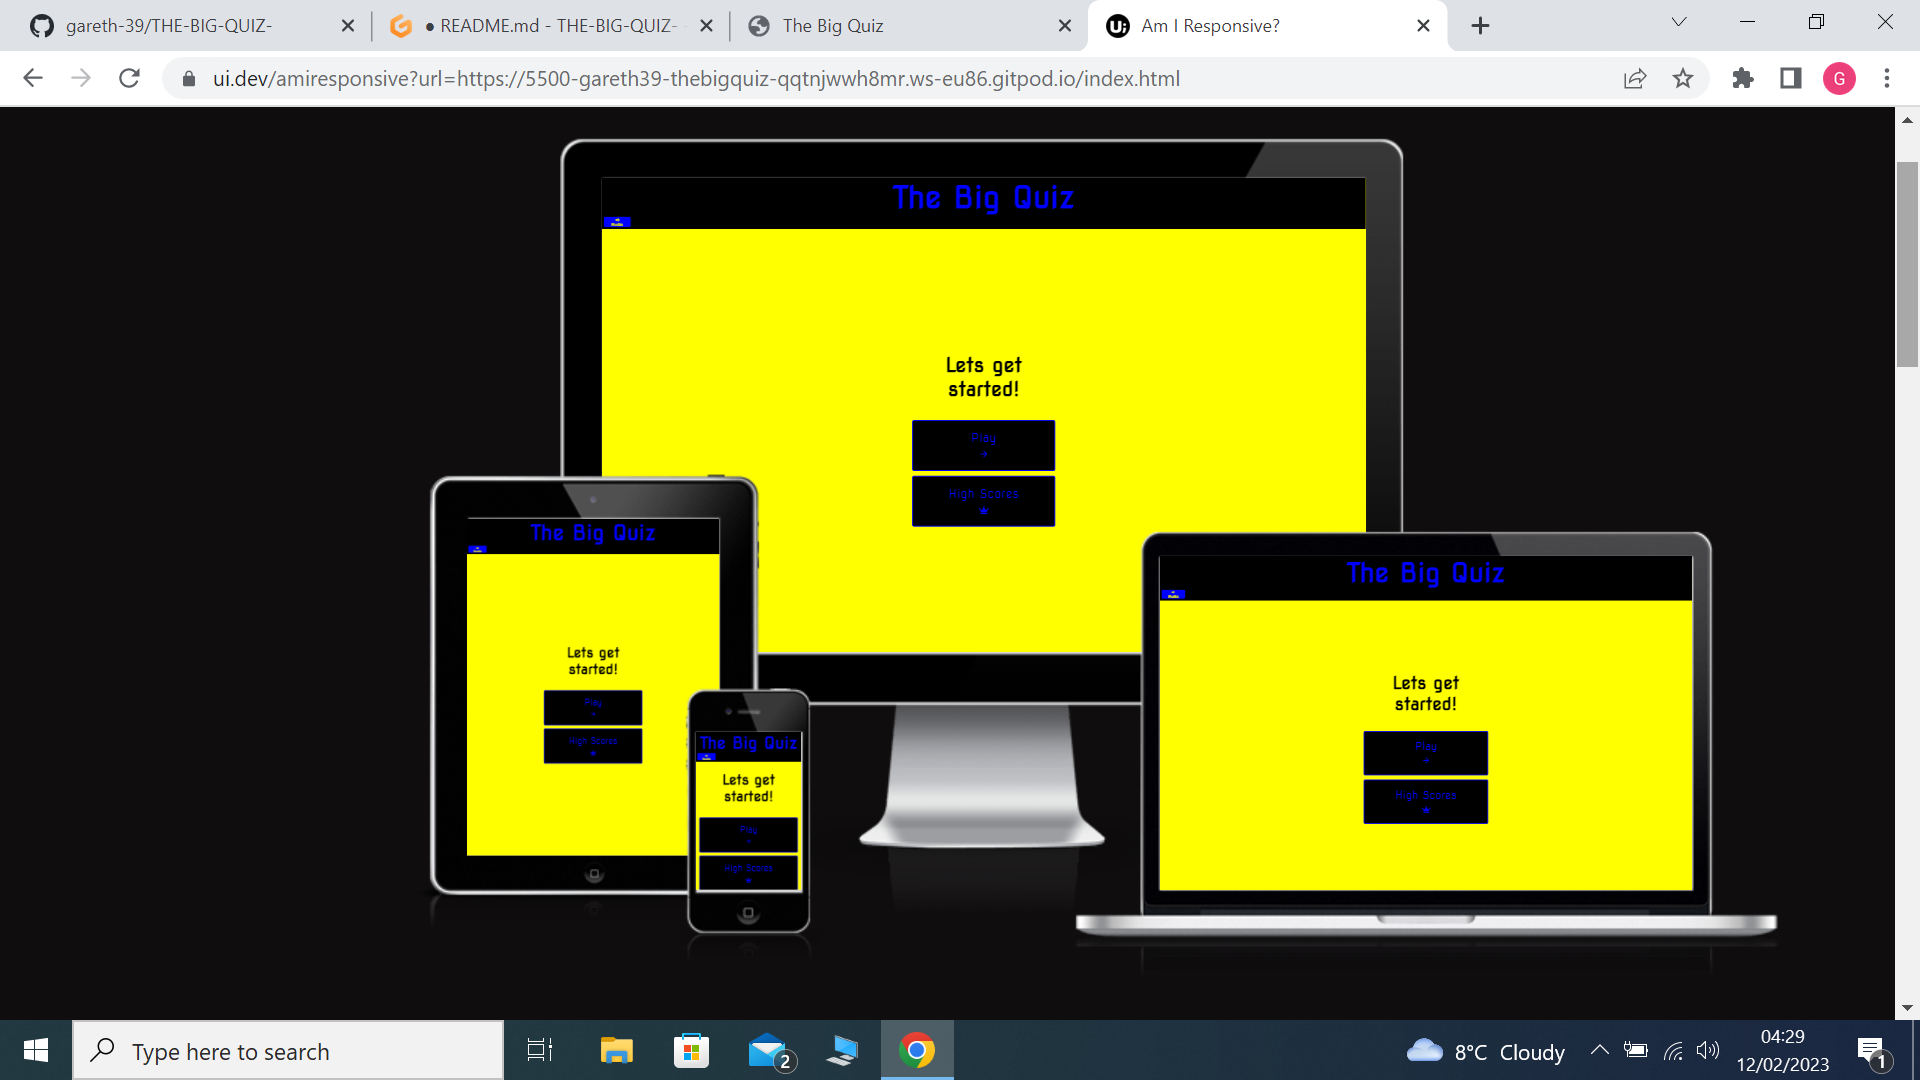 gareth-39/THE-BIG-QUIZ-
● README.md - THE-BIG-QUIZ-
The Big Quiz
Ui
Am I Responsive?
ui.dev/amiresponsive?url=https://5500-gareth39-thebigquiz-qqtnjwwh8mr.ws-eu86.gitpod.io/index.html
G
The Big Quiz
Lets get
started!
Play
High Scores
The Big Quiz
Lets get
started!
Play
High Scores
The Big Quiz
Lets get
started!
Play
High Scores
The Big Quiz
Lets get
started!
Play
High Scores
Type here to search
2
8°C Cloudy
04:29
12/02/2023
1